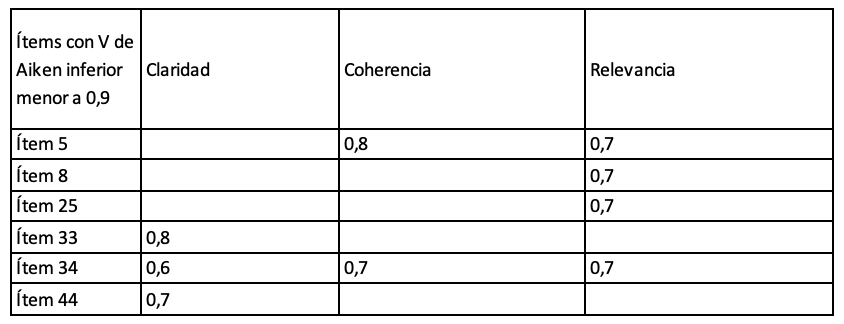 Ítems con V de
Aiken inferior
menor a 0,9
Claridad
Coherencia
Relevancia
Ítem 5 0,8 0,7
Ítem 8 0,7
Ítem 25 0,7
Ítem 33 0,8
Ítem 34 0,6 0,7 0,7
Ítem 44 0,7